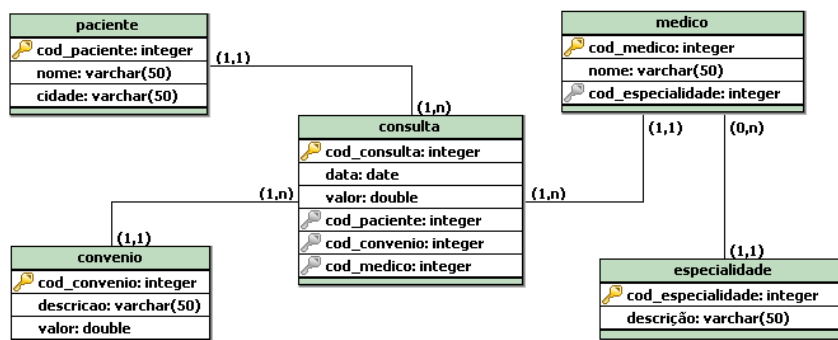 paciente
cod_paciente: integer
nome: varchar(50)
cidade: varchar(50)
(1,1)
(1,n)
medico
cod_medico: integer
nome: varchar(50)
cod_especialidade: integer
(1,1)
(0,n)
consulta
cod_consulta: integer
data: date
valor: double
cod_paciente: integer
cod_convenio: integer
cod_medico: integer
(1,n)
(1,n)
(1,1)
convenio
cod_convenio: integer
descricao: varchar(50)
valor: double
(1,1)
especialidade
cod_especialidade: integer
descrição: varchar(50)